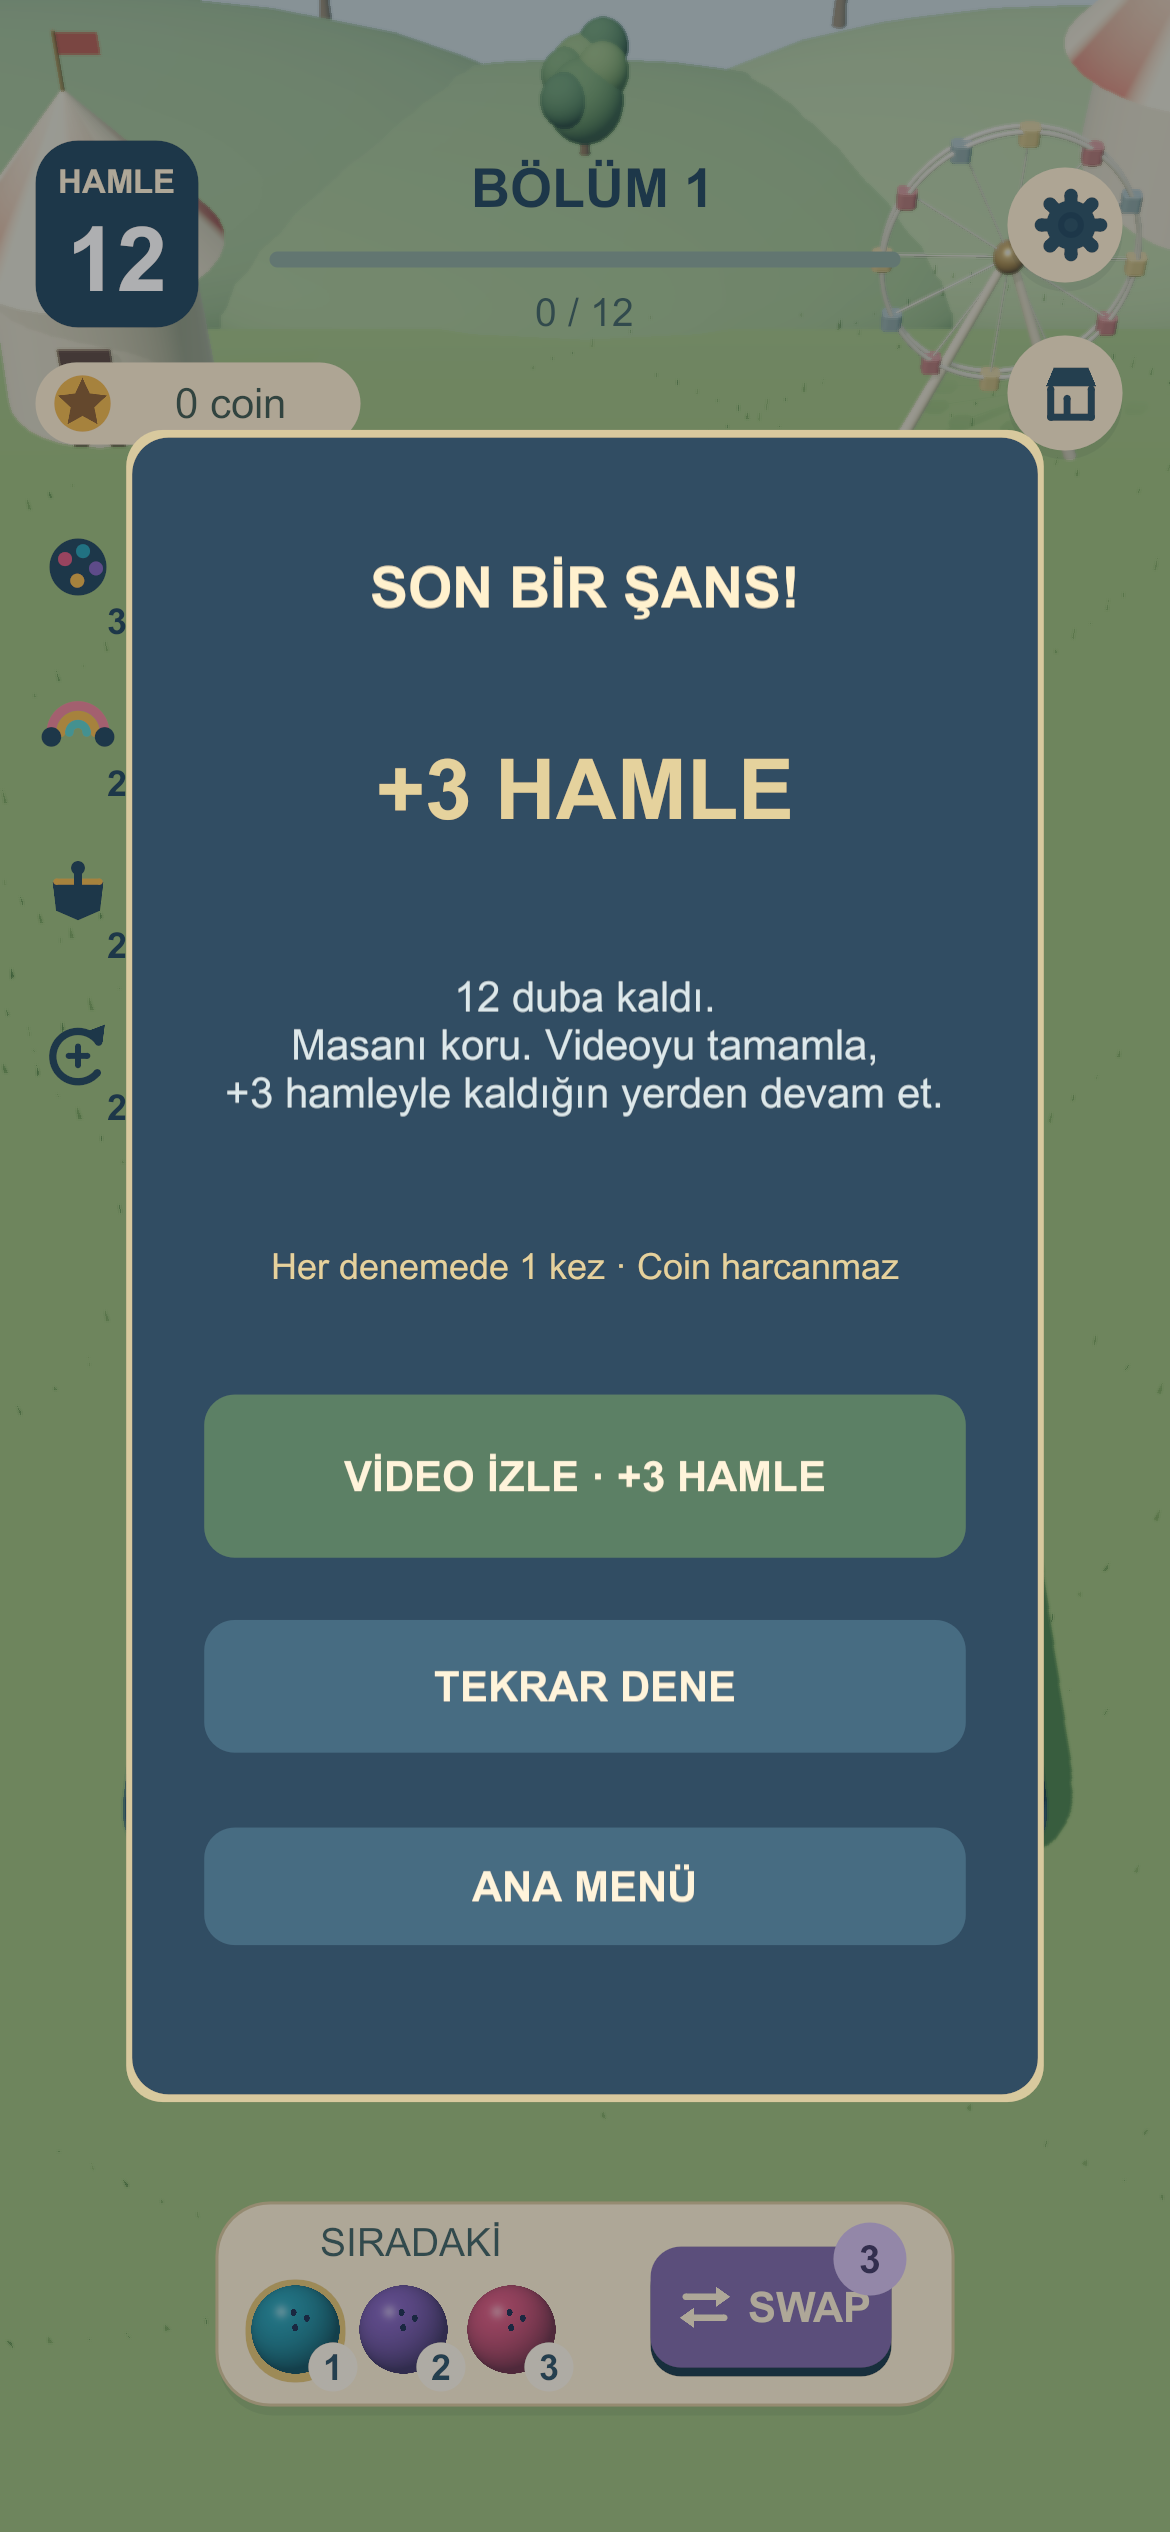 HAMLE
12
BÖLÜM 1
0 / 12
0 coin
3
2
2
2
SON BİR ŞANS!
+3 HAMLE
12 duba kaldı.
Masanı koru. Videoyu tamamla,
+3 hamleyle kaldığın yerden devam et.
Her denemede 1 kez · Coin harcanmaz
VİDEO İZLE · +3 HAMLE
TEKRAR DENE
ANA MENÜ
SIRADAKİ
1
2
3
SWAP
3